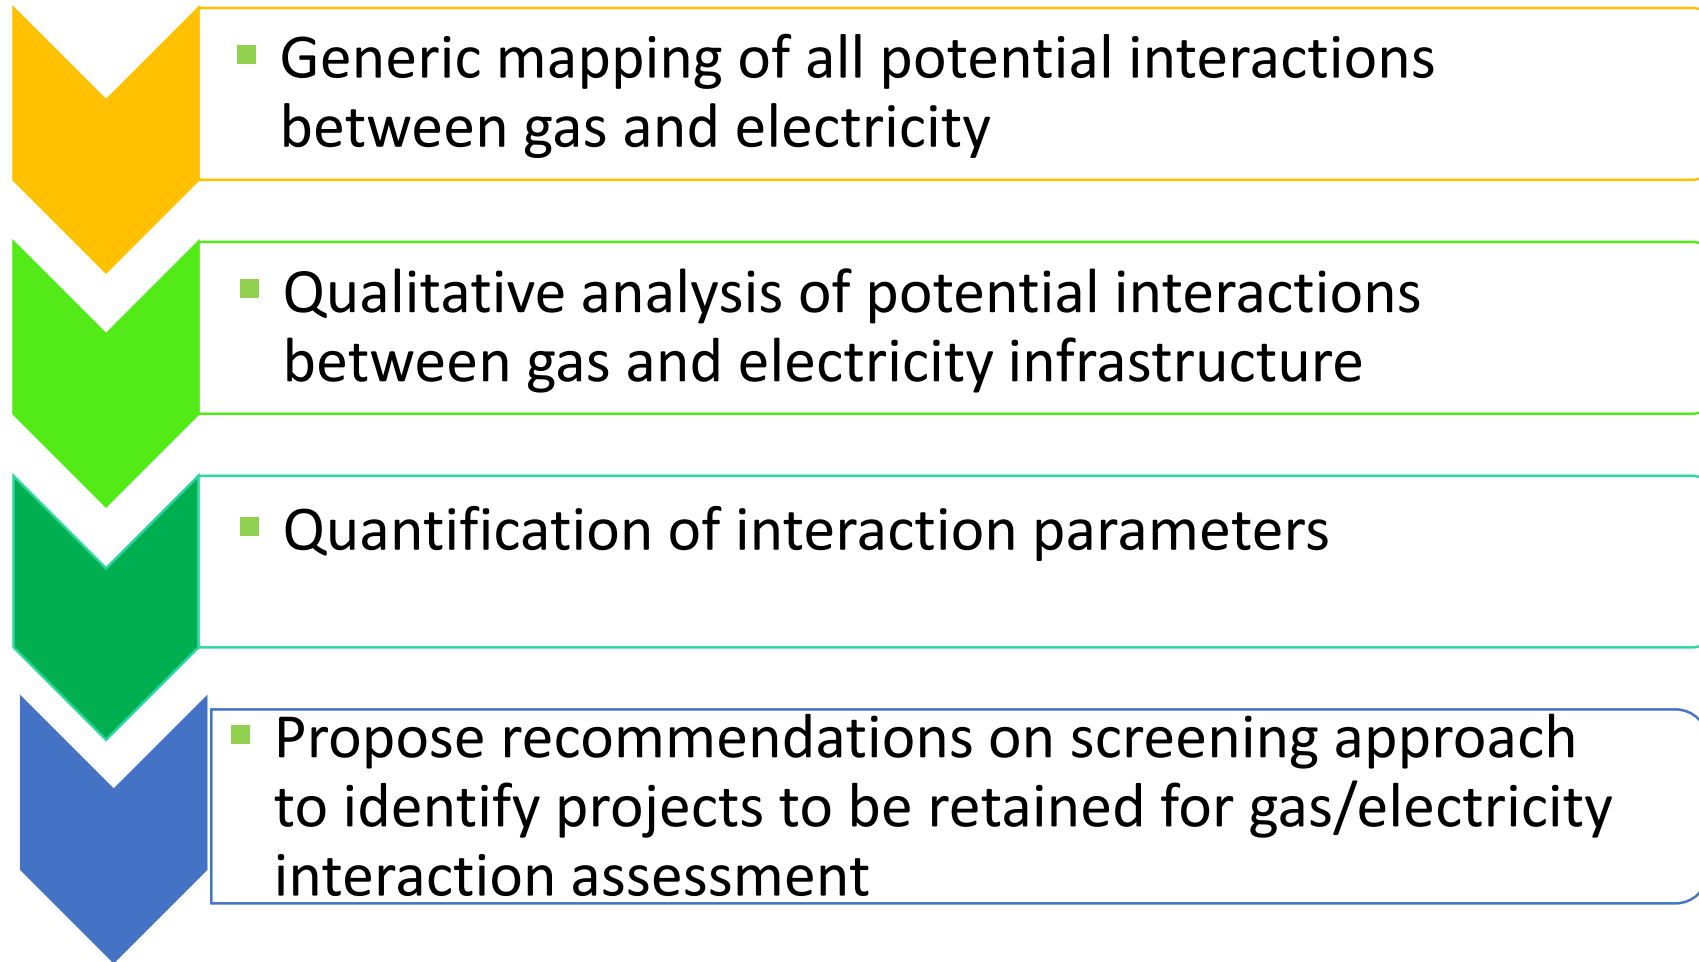 ▪ Generic mapping of all potential interactions
between gas and electricity
▪ Qualitative analysis of potential interactions
between gas and electricity infrastructure
▪ Quantification of interaction parameters
▪ Propose recommendations on screening approach
to identify projects to be retained for gas/electricity
interaction assessment